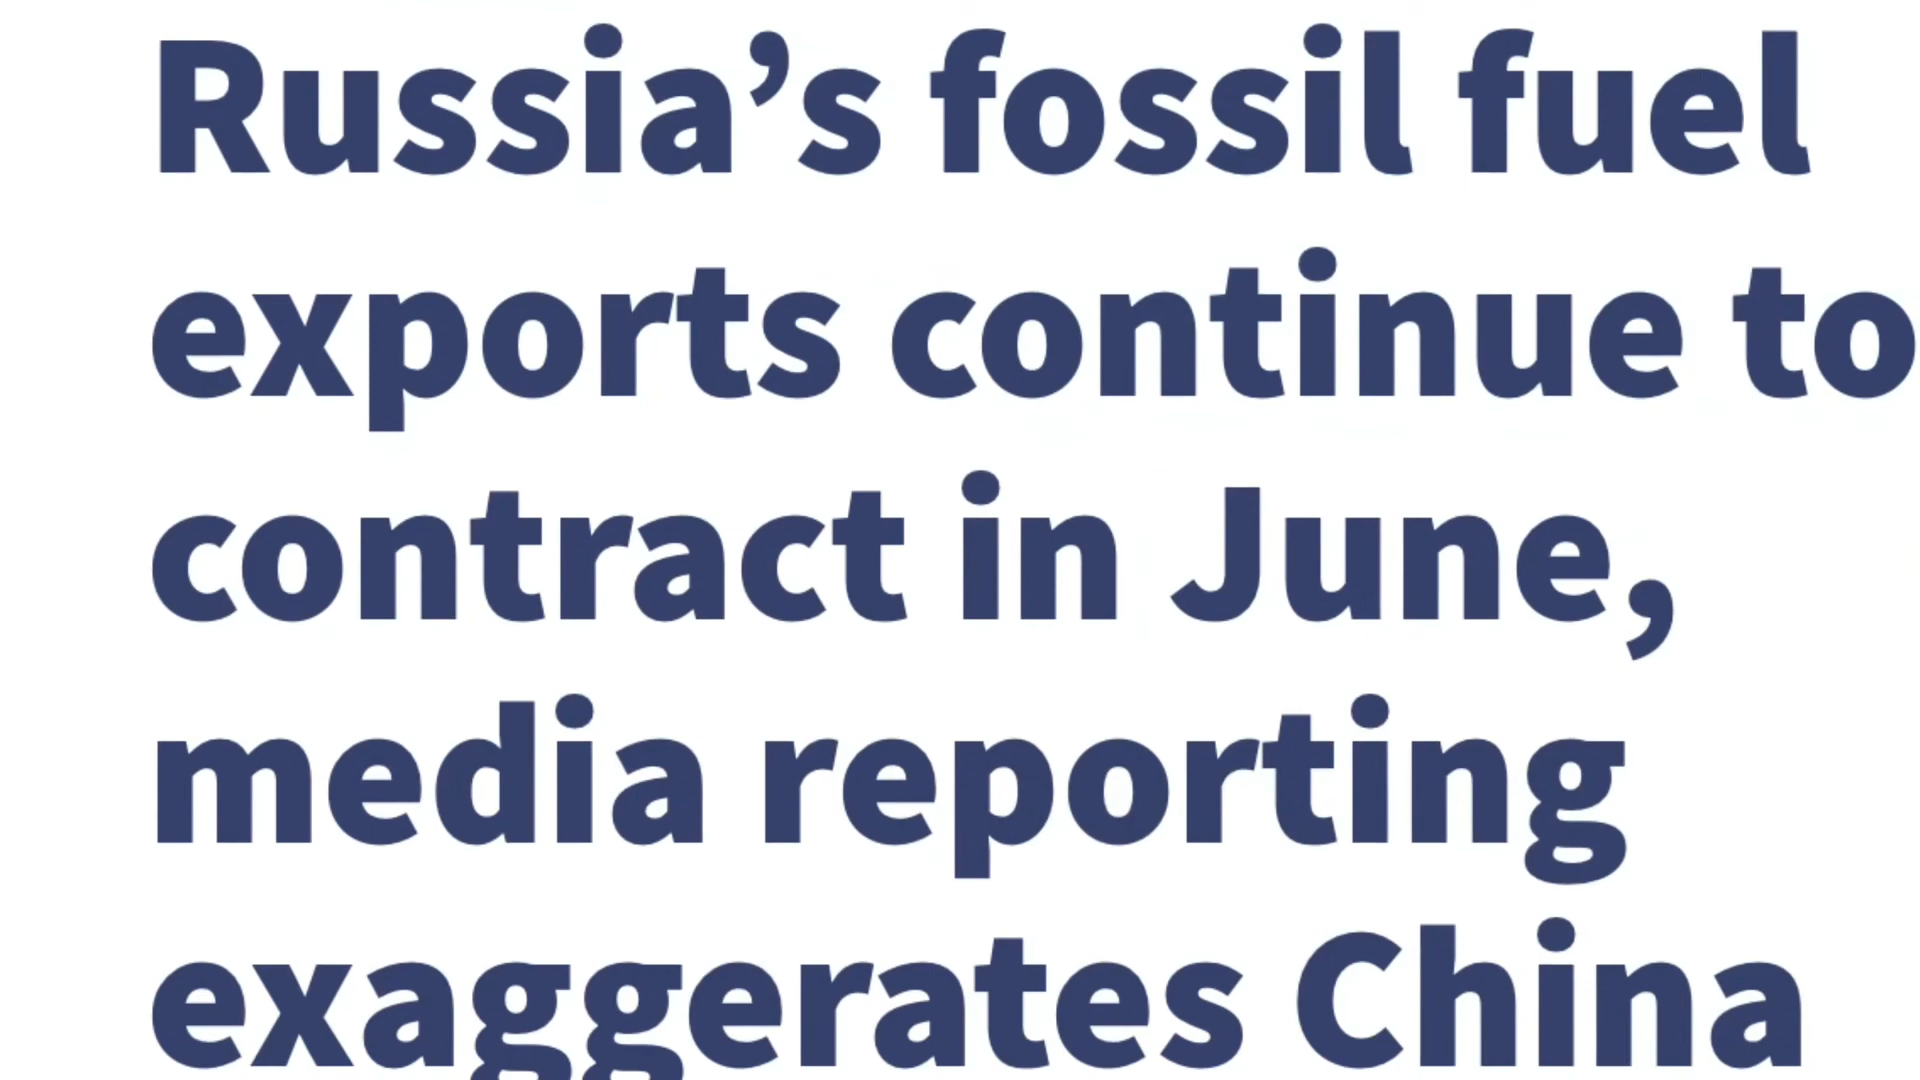 Russia’s fossil fuel
exports continue to
contract in June,
media reporting
exaggerates China